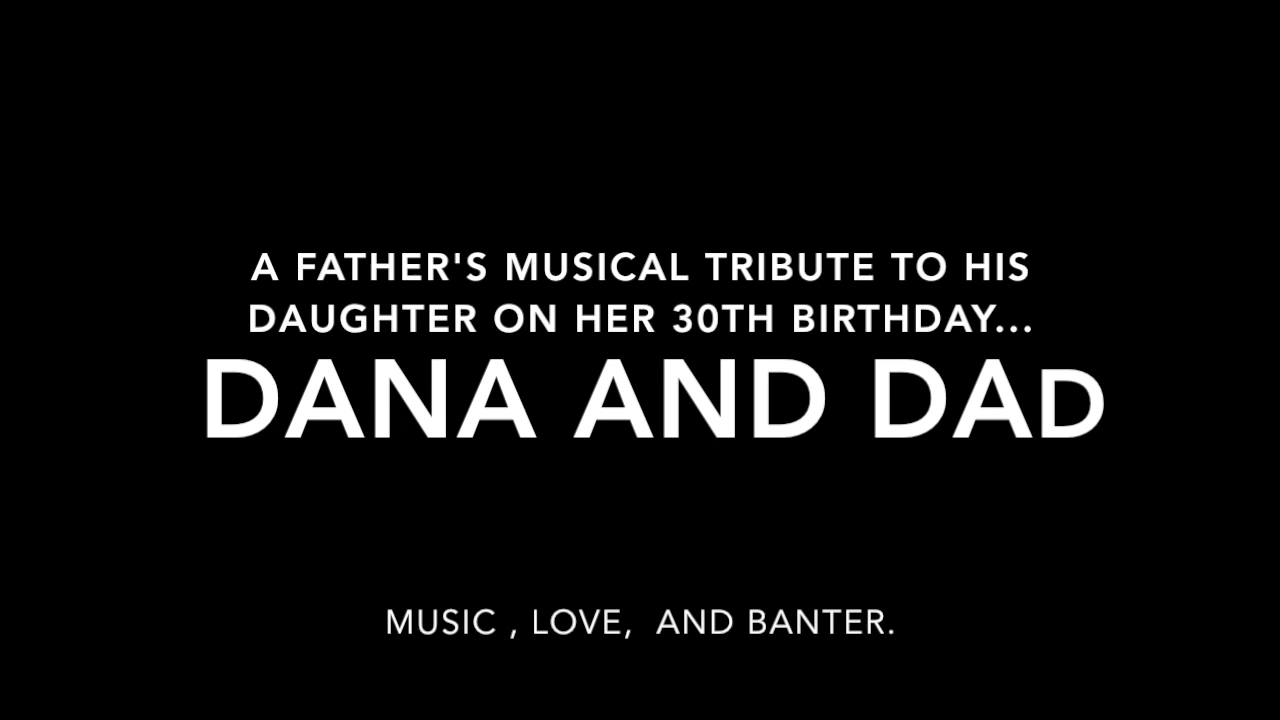 A FATHER'S MUSICAL TRIBUTE TO HIS
DAUGHTER ON HER 30TH BIRTHDAY...
DANA AND DAD
MUSIC , LOVE,  AND BANTER.